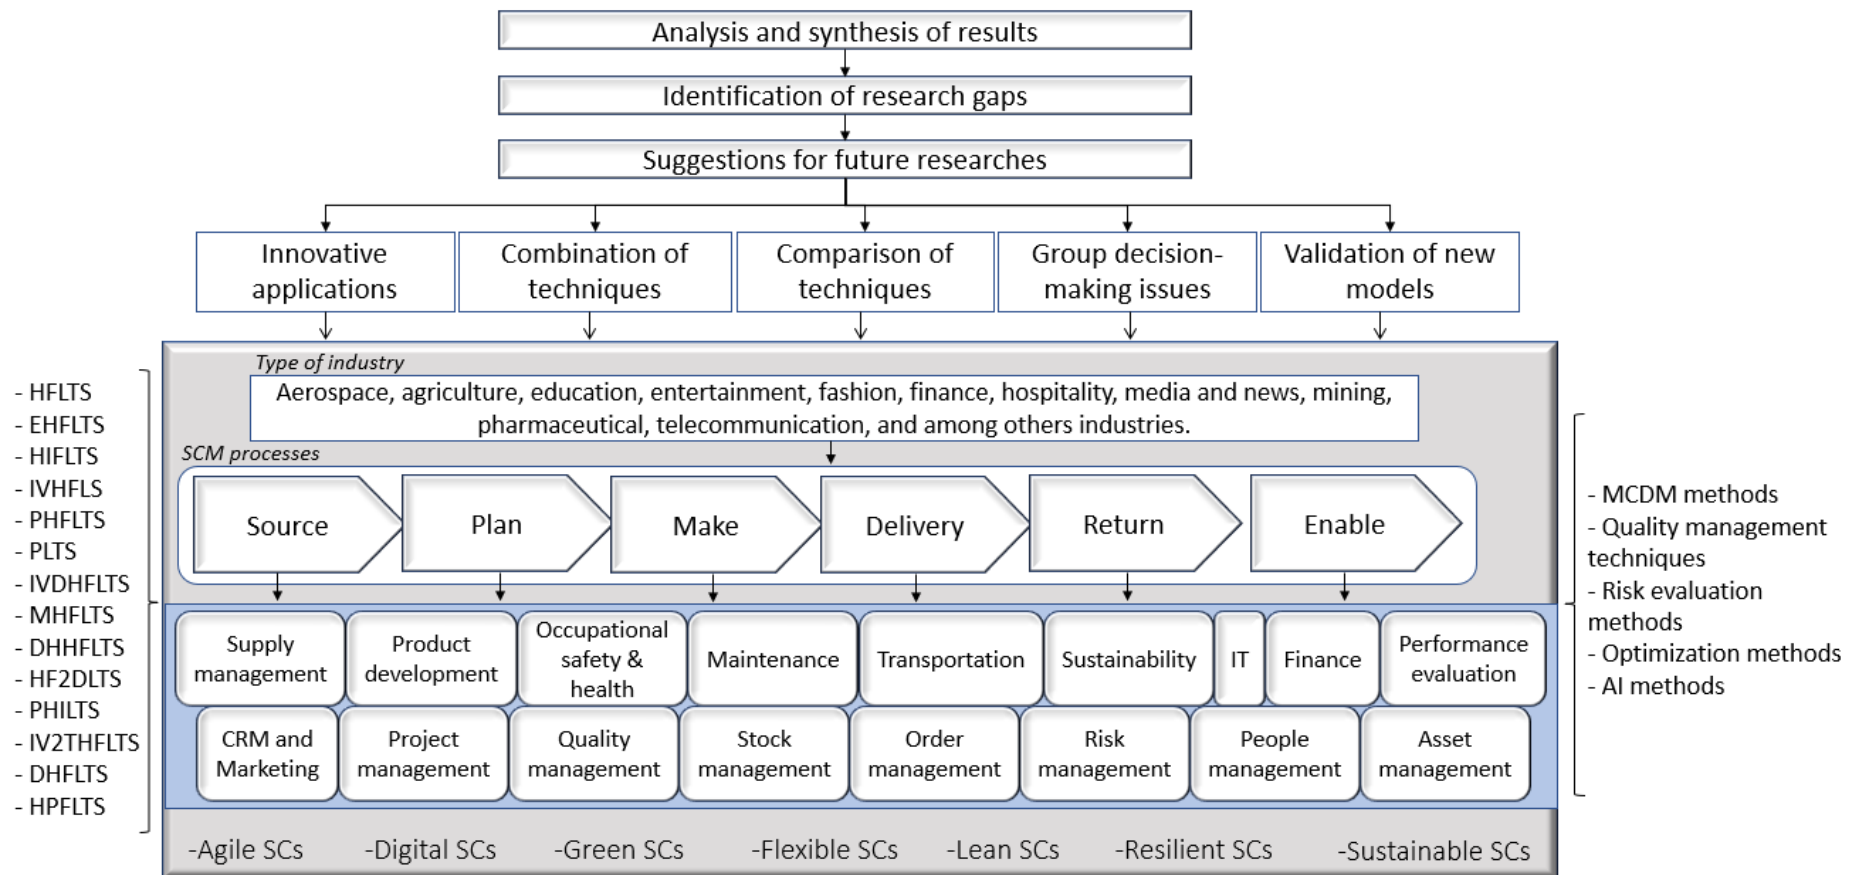 Analysis and synthesis of results
Identification of research gaps
Suggestions for future researches
Innovative
applications
Combination of
techniques
Comparison of
techniques
Group decision-
making issues
Validation of new
models
Type of industry
Aerospace, agriculture, education, entertainment, fashion, finance, hospitality, media and news, mining,
pharmaceutical, telecommunication, and among others industries.
SCM processes
Source
Plan
Make
Delivery
Return
Enable
Supply
management
Product
development
Occupational
safety &
health
Maintenance
Transportation
Sustainability
IT
Finance
Performance
evaluation
CRM and
Marketing
Project
management
Quality
management
Stock
management
Order
management
Risk
management
People
management
Asset
management
-Agile SCs
-Digital SCs
-Green SCs
-Flexible SCs
-Lean SCs
-Resilient SCs
-Sustainable SCs
- HFLTS
- EHFLTS
- HIFLTS
- IVHFLS
- PHFLTS
- PLTS
- IVDHFLTS
- MHFLTS
- DHHFLTS
- HF2DLTS
- PHILTS
- IV2THFLTS
- DHFLTS
- HPFLTS
- MCDM methods
- Quality management
techniques
- Risk evaluation
methods
- Optimization methods
- AI methods